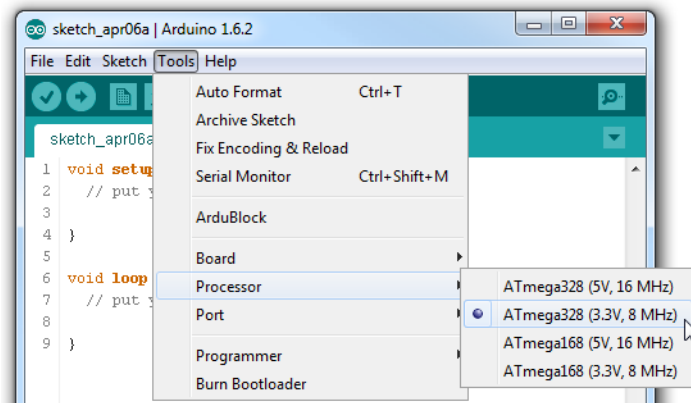 sketch_apr06a | Arduino 1.6.2
File Edit Sketch Tools Help
sketch_apr06a
Auto Format Ctrl+T
Archive Sketch
Fix Encoding & Reload
Serial Monitor Ctrl+Shift+M
ArduBlock
Board
Processor
Port
Programmer
Burn Bootloader
ATmega328 (5V, 16 MHz)
ATmega328 (3.3V, 8 MHz)
ATmega168 (5V, 16 MHz)
ATmega168 (3.3V, 8 MHz)
1 void setup
2 // put
3
4 }
5
6 void loop
7 // put
8
9 }